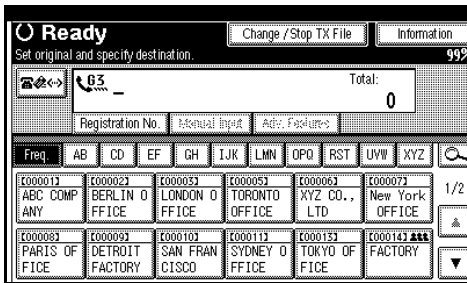 Ready
Change / Stop TX File
Information
Set original and specify destination.
99%
G3
Total:
0
Registration No.
Manual Input
Adv. Features
Freq.
AB
CD
EF
GH
IJK
LMN
OPQ
RST
UVW
XYZ
[00001]
ABC COMP
ANY
[00002]
BERLIN O
FFICE
[00003]
LONDON O
FFICE
[00005]
TORONTO
OFFICE
[00006]
XYZ CO.,
LTD
[00007]
New York
OFFICE
1/2
[00008]
PARIS OF
FICE
[00009]
DETROIT
FACTORY
[00010]
SAN FRAN
CISCO
[00011]
SYDNEY O
FFICE
[00013]
TOKYO OF
FICE
[00014]
FACTORY